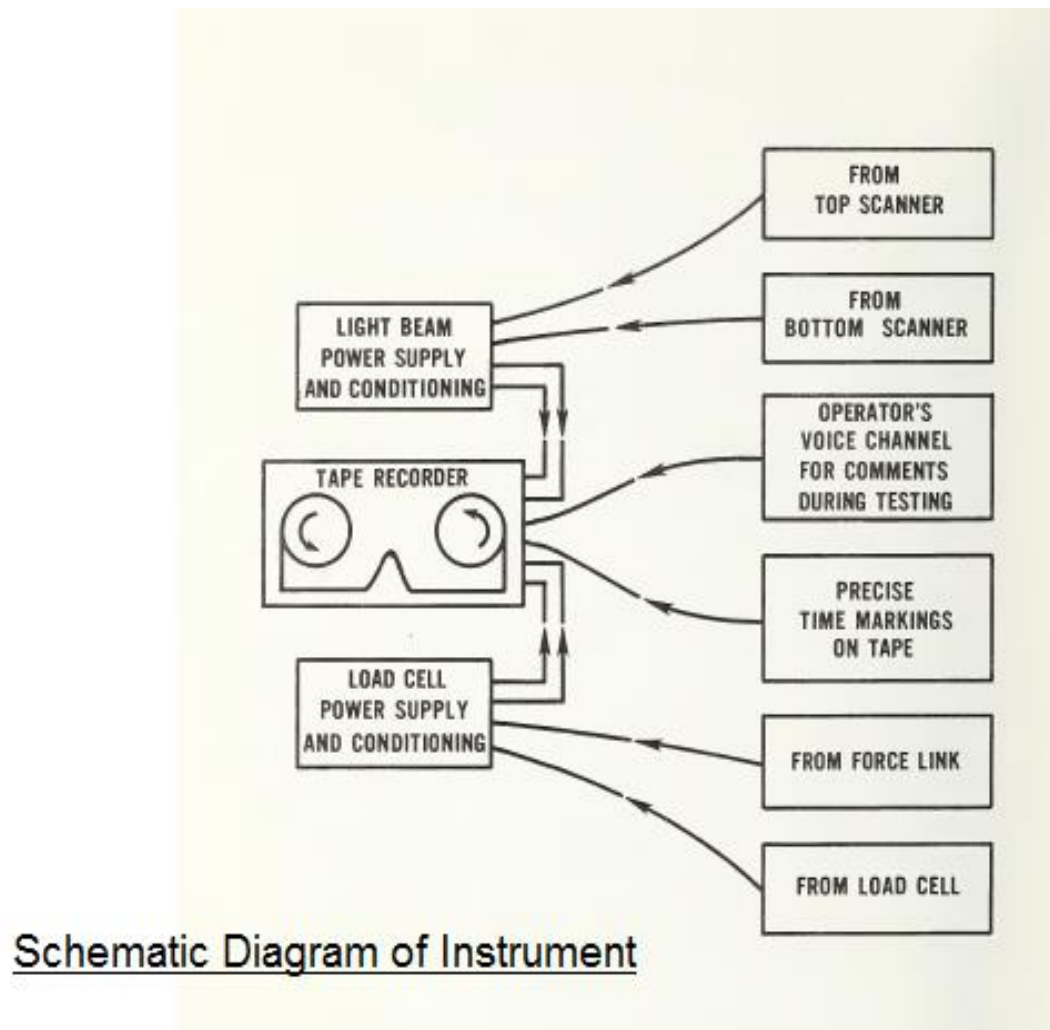 FROM
TOP SCANNER
FROM
BOTTOM SCANNER
LIGHT BEAM
POWER SUPPLY
AND CONDITIONING
OPERATOR'S
VOICE CHANNEL
FOR COMMENTS
DURING TESTING
TAPE RECORDER
PRECISE
TIME MARKINGS
ON TAPE
LOAD CELL
POWER SUPPLY
AND CONDITIONING
FROM FORCE LINK
FROM LOAD CELL
Schematic Diagram of Instrument